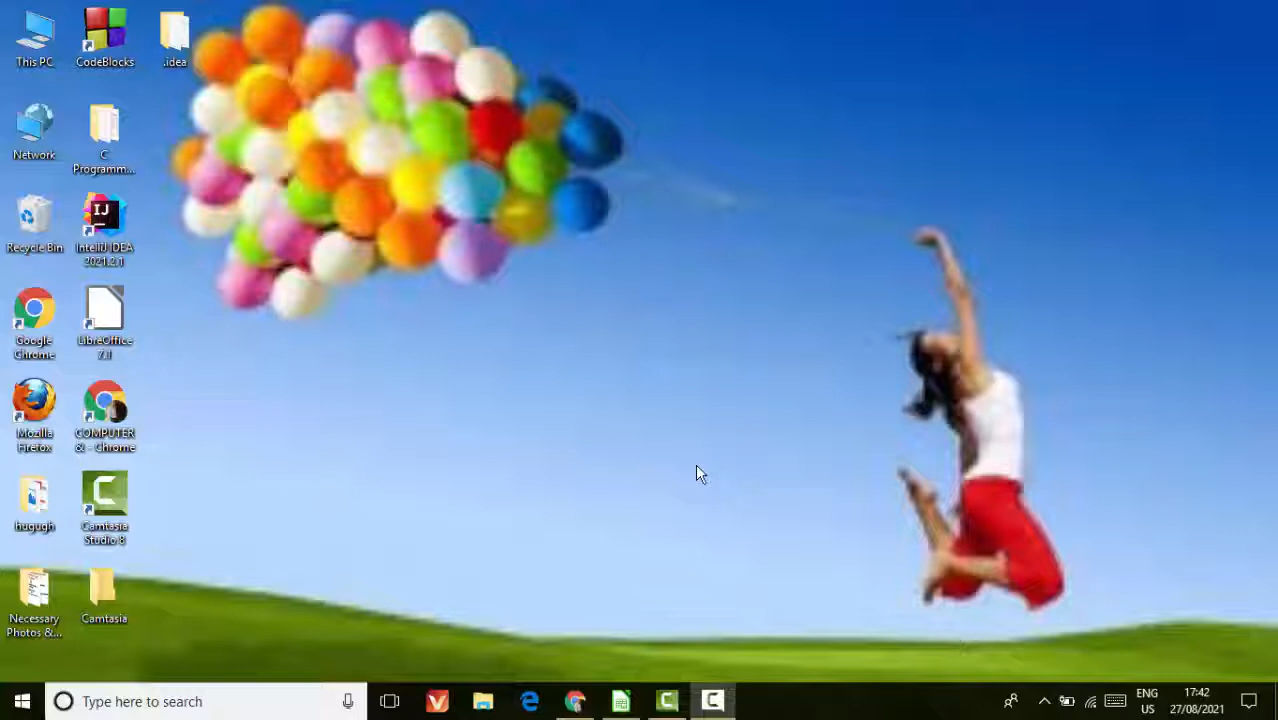 This PC
CodeBlocks
.idea
Network
C
Programm...
Recycle Bin
IJ
IntelliJ IDEA
2021.2.1
Google
Chrome
LibreOffice
7.1
Mozilla
Firefox
COMPUTER
& - Chrome
hugugh
Camtasia
Studio 8
Necessary
Photos &...
Camtasia
Type here to search
ENG
US
17:42
27/08/2021